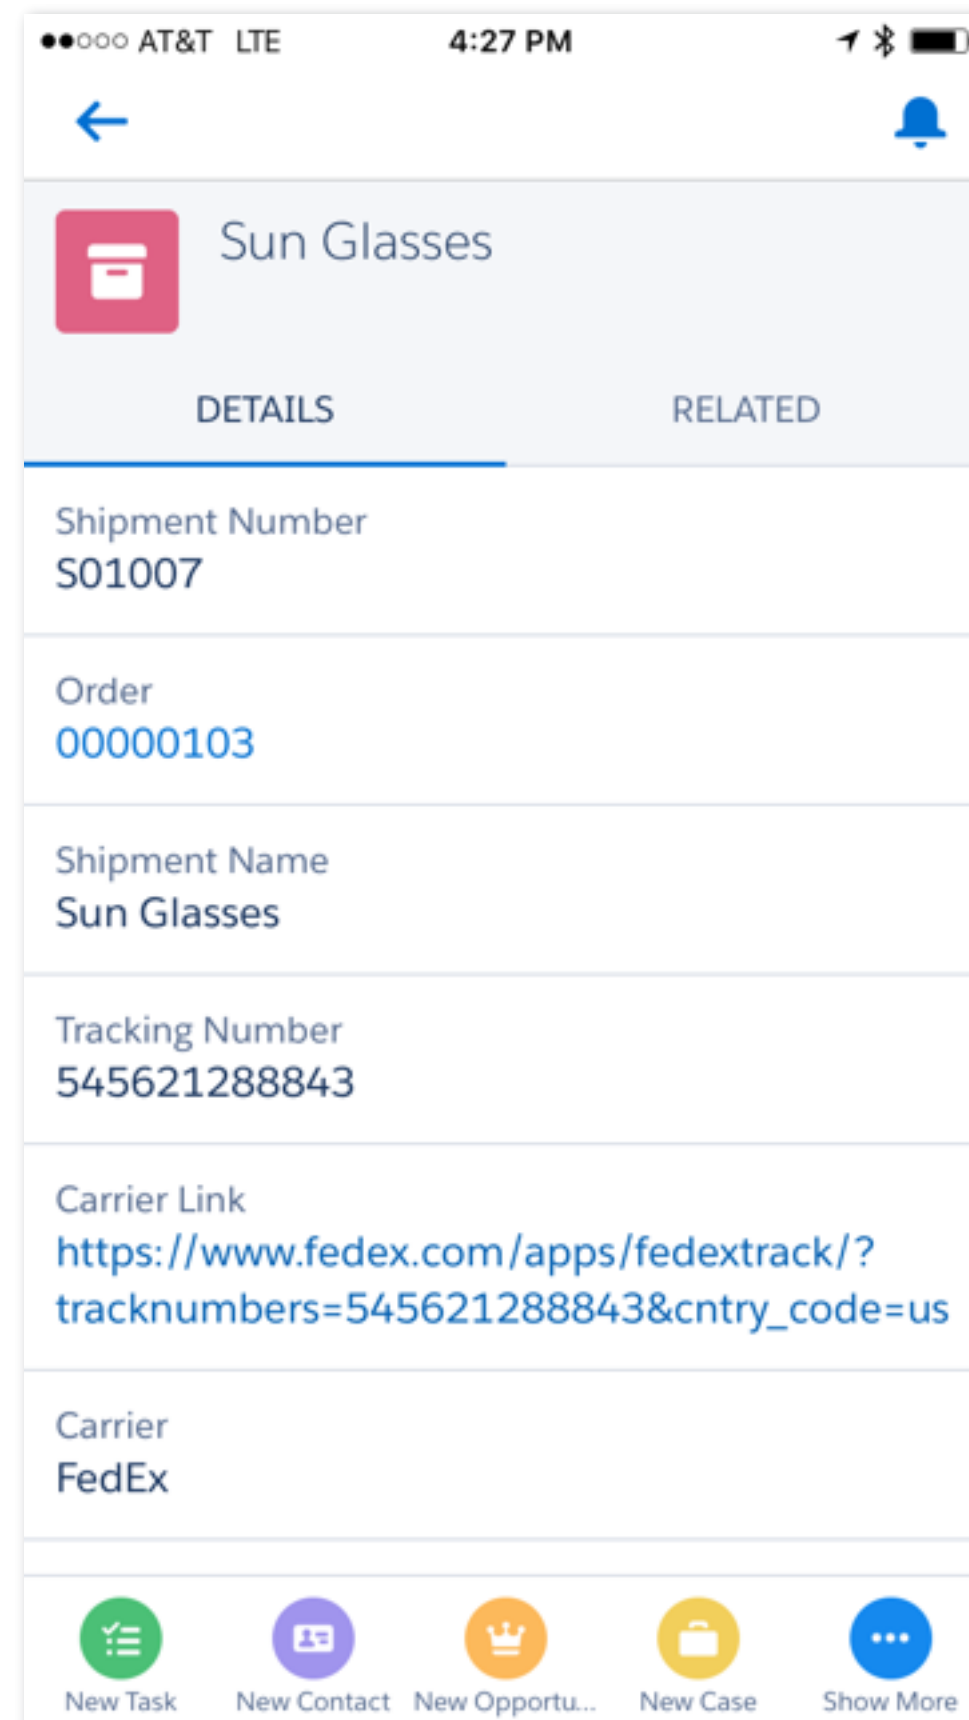 AT&T LTE 4:27 PM
Sun Glasses
DETAILS RELATED
Shipment Number
S01007
Order
00000103
Shipment Name
Sun Glasses
Tracking Number
545621288843
Carrier Link
https://www.fedex.com/apps/fedextrack/?
tracknumbers=545621288843&cntry_code=us
Carrier
FedEx
New Task New Contact New Opportu... New Case Show More